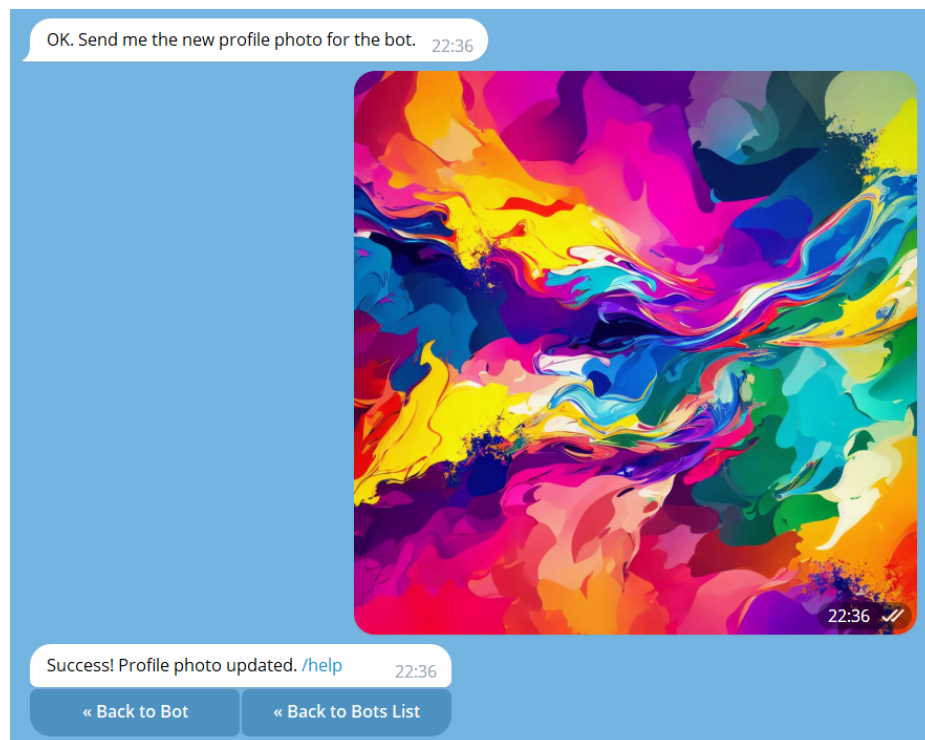 OK. Send me the new profile photo for the bot. 22:36
22:36
Success! Profile photo updated. /help 22:36
« Back to Bot « Back to Bots List